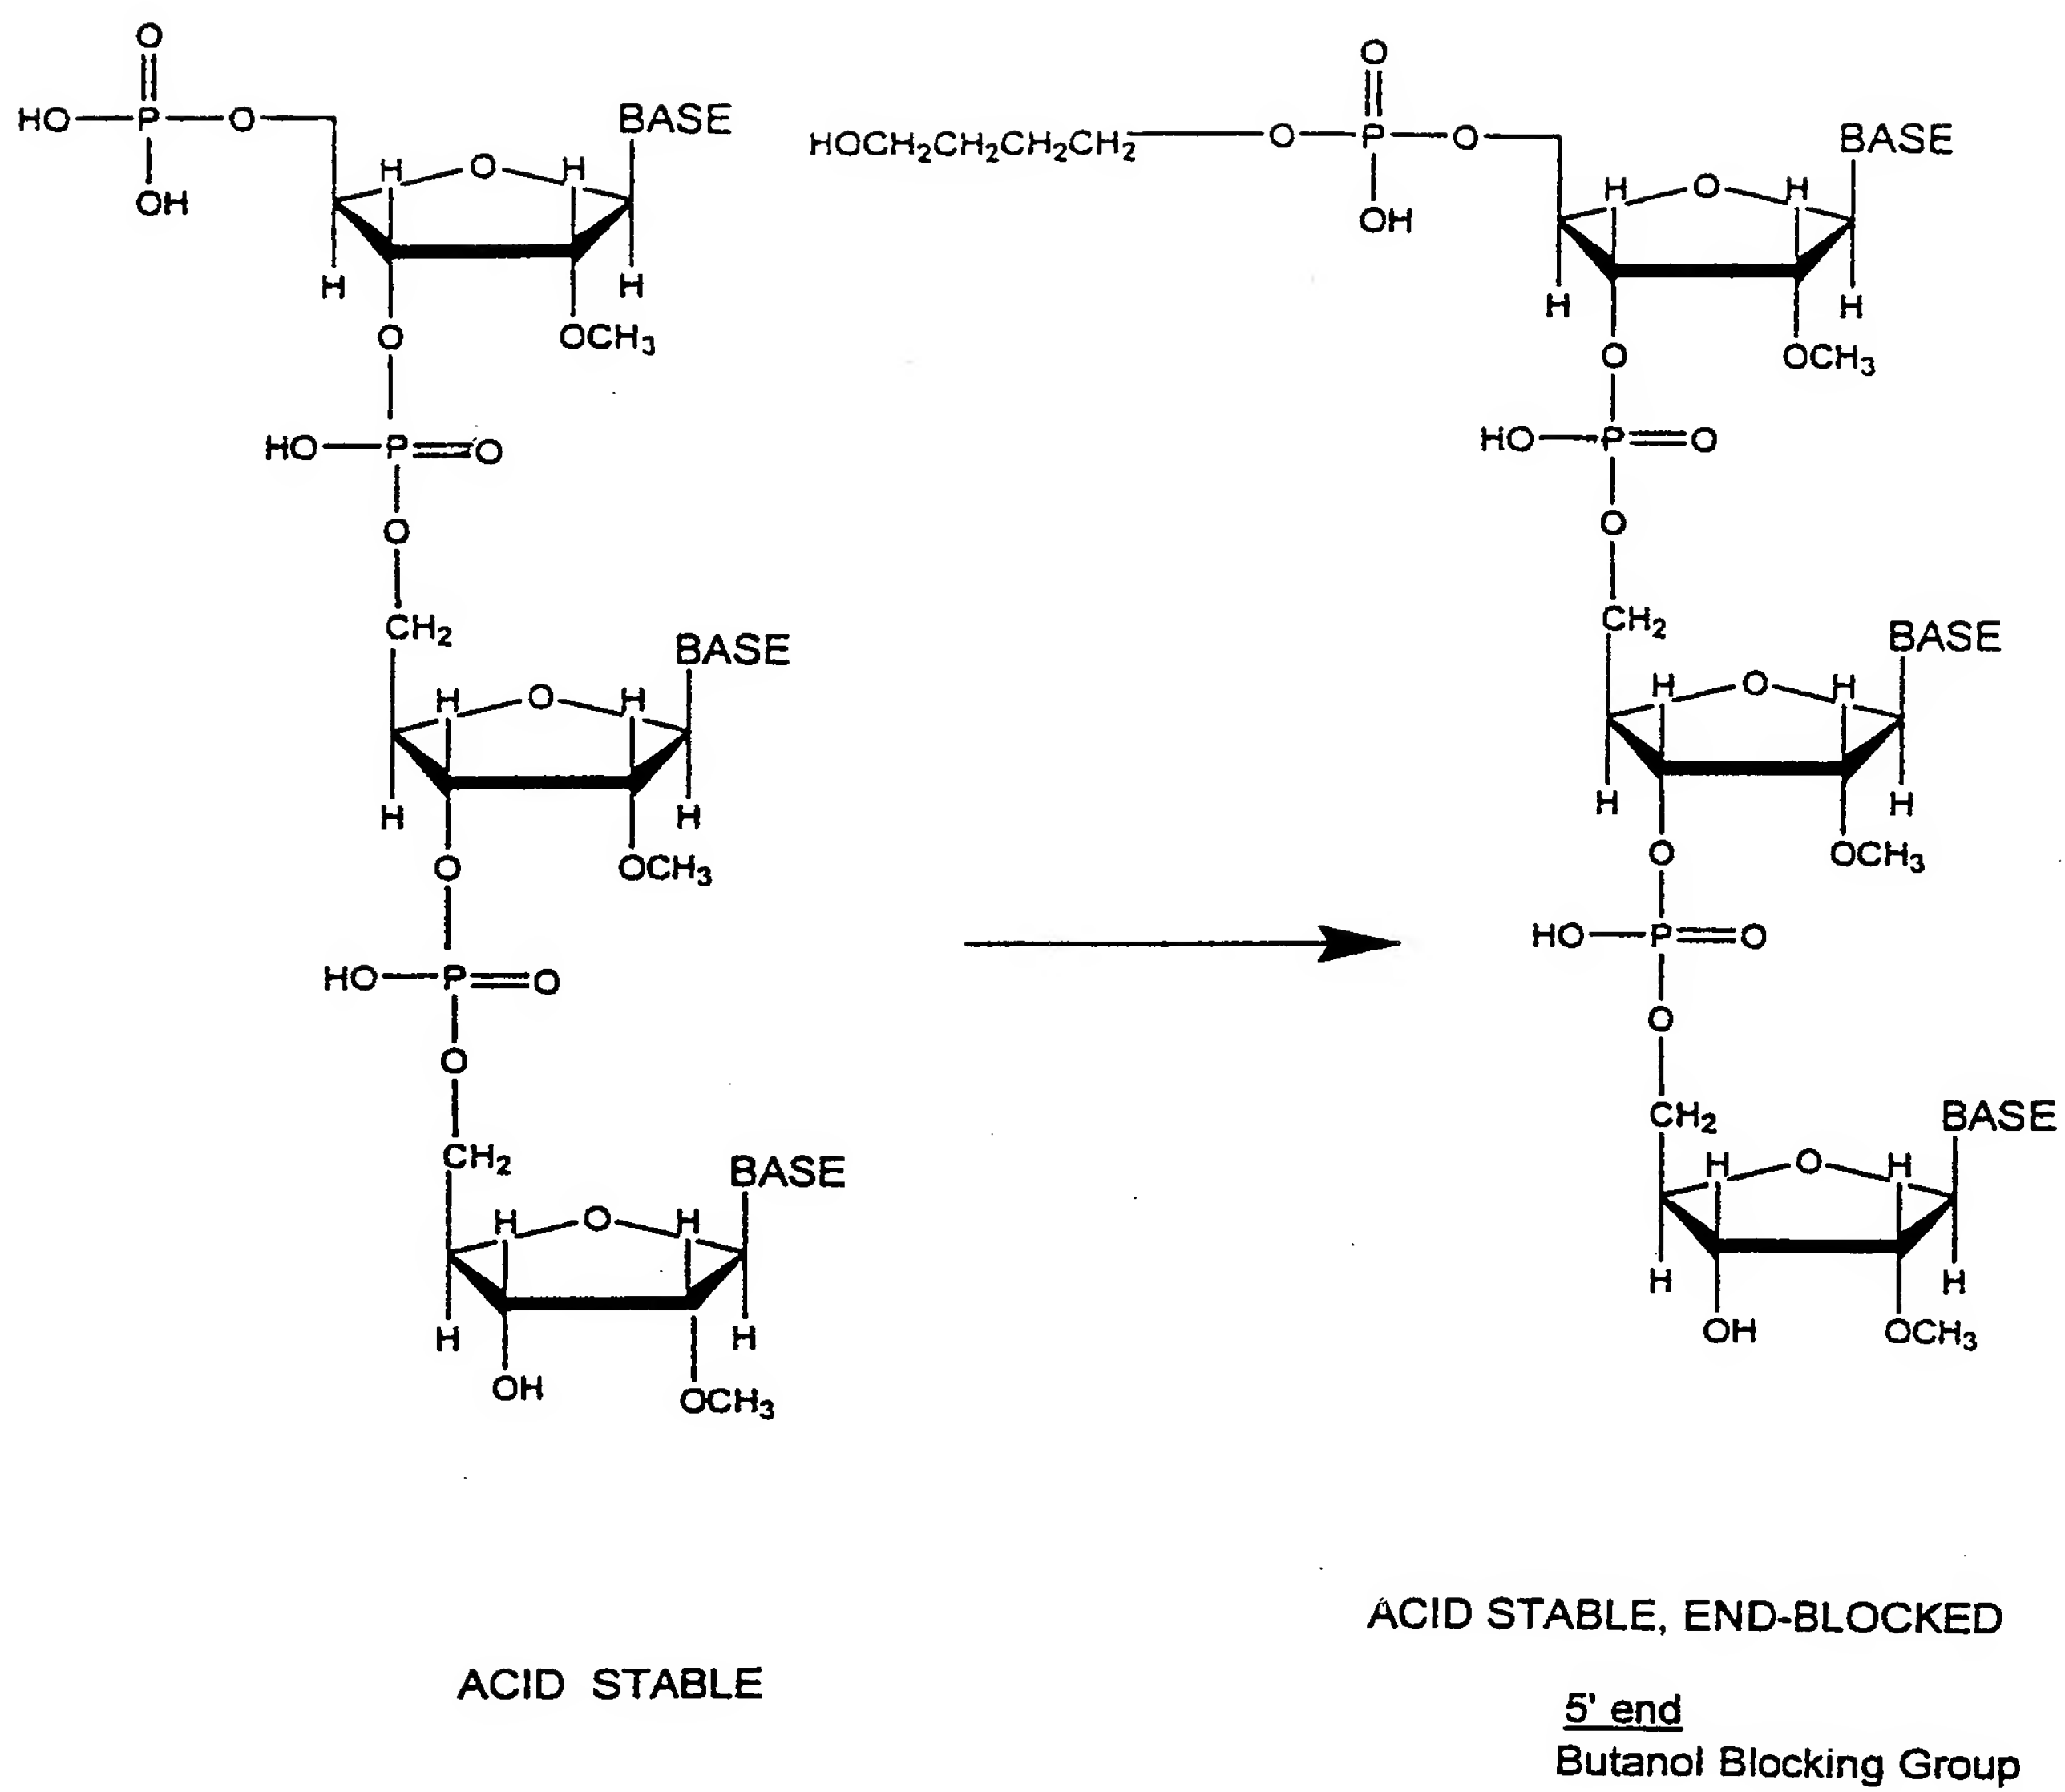 O
HO P O BASE
H O H
OH
H H
O OCH₃
HO P O
O
CH₂ BASE
H O H
H H
O OCH₃
HO P O
O
CH₂ BASE
H O H
H H
OH OCH₃
ACID STABLE
O
HOCH₂CH₂CH₂CH₂ O P O BASE
H O H
OH
H H
O OCH₃
HO P O
O
CH₂ BASE
H O H
H H
O OCH₃
HO P O
O
CH₂ BASE
H O H
H H
OH OCH₃
ACID STABLE, END-BLOCKED
5' end
Butanol Blocking Group